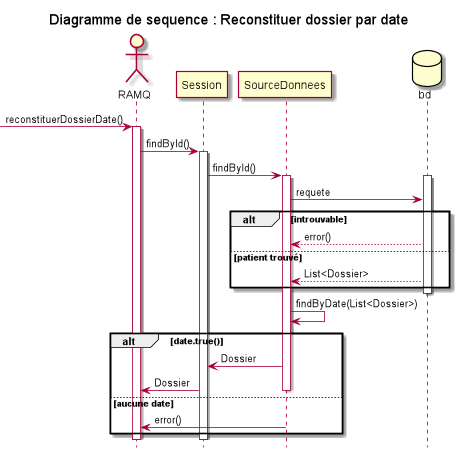 Diagramme de sequence : Reconstituer dossier par date
RAMQ
Session
SourceDonnees
bd
reconstituerDossierDate()
findById()
findById()
requete
alt [introuvable]
error()
[patient trouvé]
List<Dossier>
findByDate(List<Dossier>)
alt [date.true()]
Dossier
Dossier
[aucune date]
error()